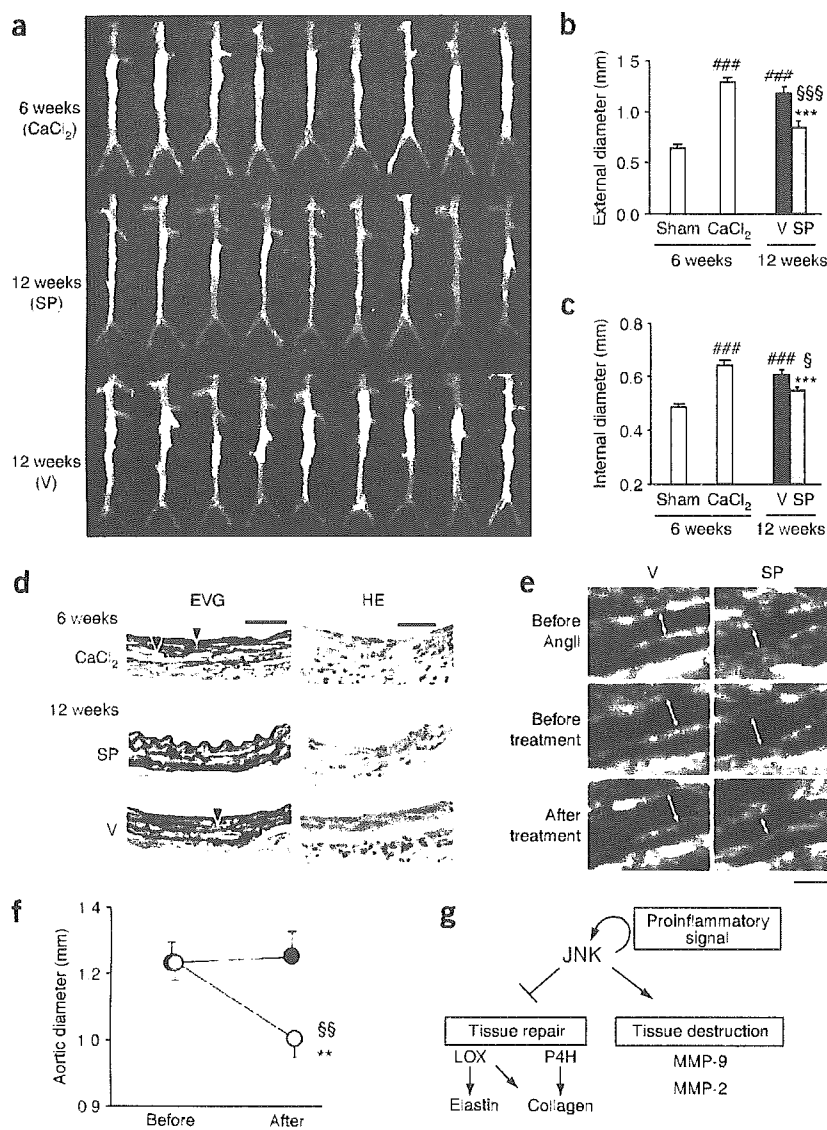 a
6 weeks
(CaCl₂)
12 weeks
(SP)
12 weeks
(V)
b
External diameter (mm)
1.5
1.0
0.5
0 0
###
###
§§§
***
Sham CaCl₂ V SP
6 weeks 12 weeks
c
Internal diameter (mm)
0.8
0.6
0.4
0.2
###
### §
***
Sham CaCl₂ V SP
6 weeks 12 weeks
d
EVG HE
6 weeks
CaCl₂
12 weeks
SP
V
e
V SP
Before
AngII
Before
treatment
After
treatment
f
Aortic diameter (mm)
1 4
1.2
1 0
0 9
§§
**
Before After
g
Proinflammatory
signal
JNK
Tissue repair Tissue destruction
LOX P4H MMP-9
MMP-2
Elastin Collagen